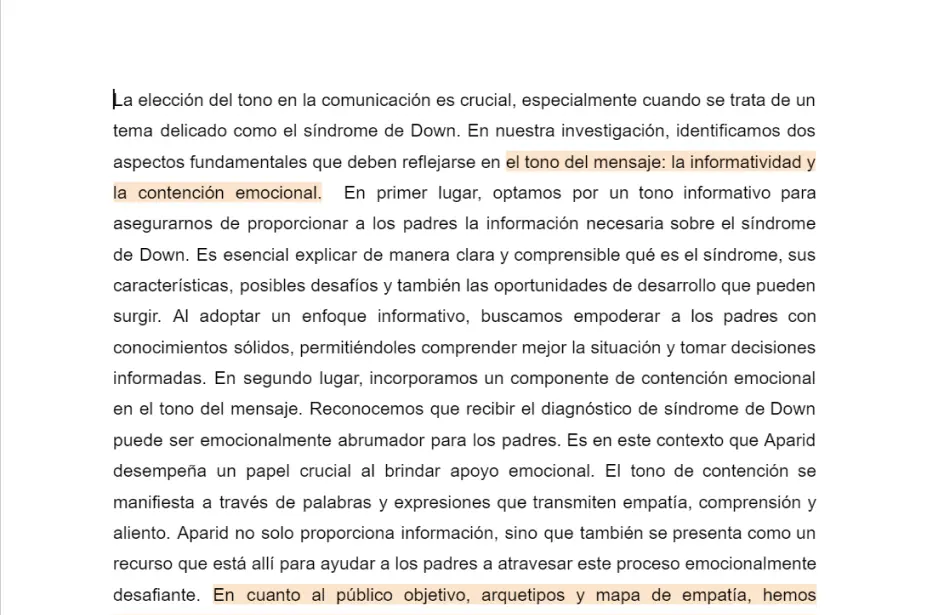 La elección del tono en la comunicación es crucial, especialmente cuando se trata de un
tema delicado como el síndrome de Down. En nuestra investigación, identificamos dos
aspectos fundamentales que deben reflejarse en el tono del mensaje: la informatividad y
la contención emocional. En primer lugar, optamos por un tono informativo para
asegurarnos de proporcionar a los padres la información necesaria sobre el síndrome
de Down. Es esencial explicar de manera clara y comprensible qué es el síndrome, sus
características, posibles desafíos y también las oportunidades de desarrollo que pueden
surgir. Al adoptar un enfoque informativo, buscamos empoderar a los padres con
conocimientos sólidos, permitiéndoles comprender mejor la situación y tomar decisiones
informadas. En segundo lugar, incorporamos un componente de contención emocional
en el tono del mensaje. Reconocemos que recibir el diagnóstico de síndrome de Down
puede ser emocionalmente abrumador para los padres. Es en este contexto que Aparid
desempeña un papel crucial al brindar apoyo emocional. El tono de contención se
manifiesta a través de palabras y expresiones que transmiten empatía, comprensión y
aliento. Aparid no solo proporciona información, sino que también se presenta como un
recurso que está allí para ayudar a los padres a atravesar este proceso emocionalmente
desafiante. En cuanto al público objetivo, arquetipos y mapa de empatía, hemos